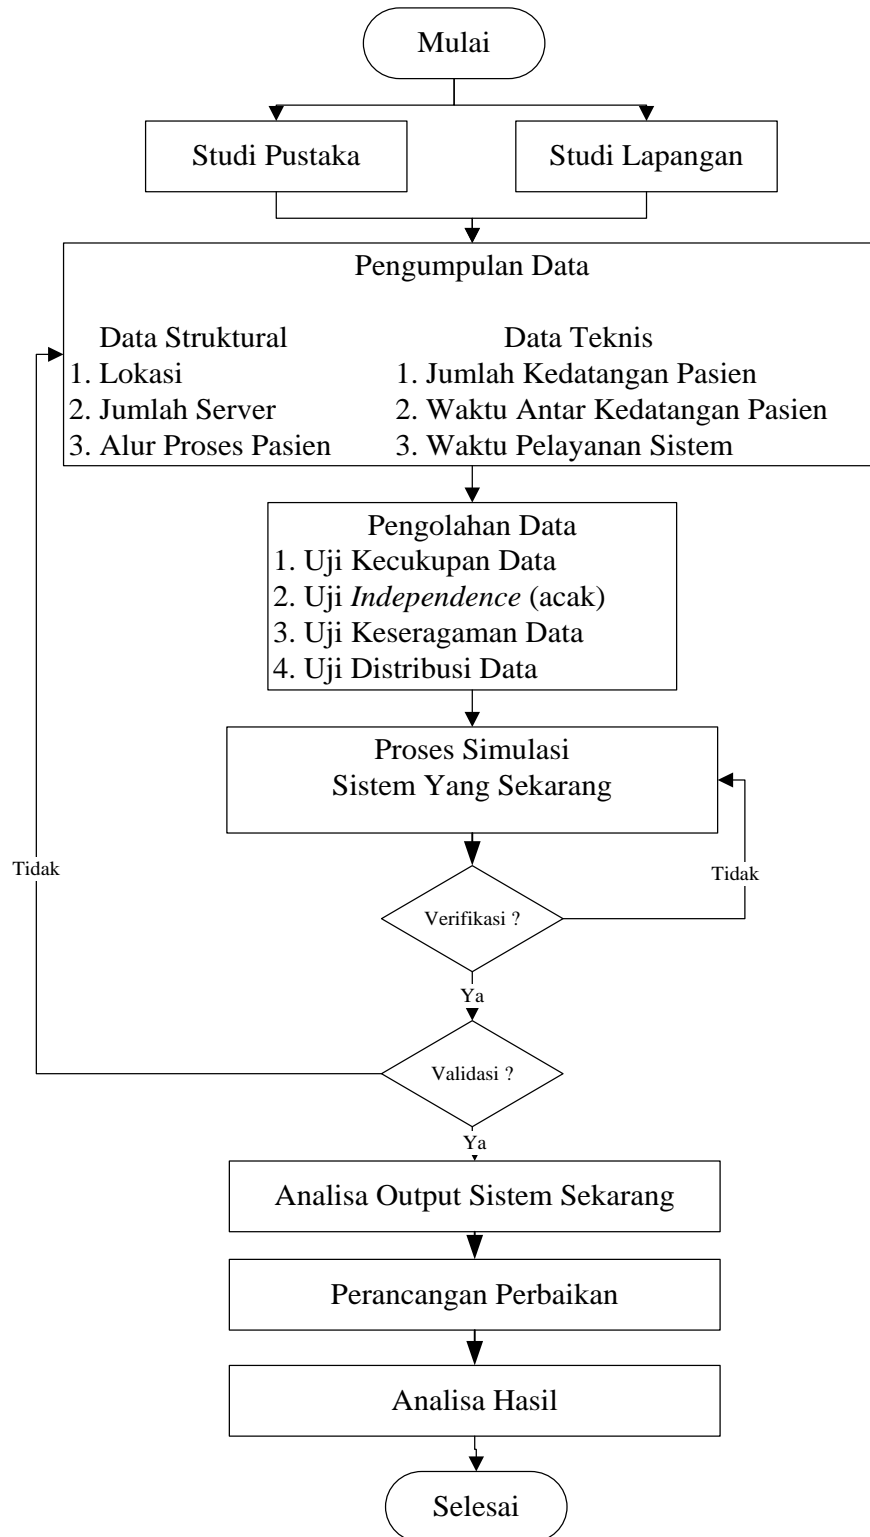 Mulai
Studi Pustaka
Studi Lapangan
Pengumpulan Data
Data Struktural
1. Lokasi
2. Jumlah Server
3. Alur Proses Pasien
Data Teknis
1. Jumlah Kedatangan Pasien
2. Waktu Antar Kedatangan Pasien
3. Waktu Pelayanan Sistem
Pengolahan Data
1. Uji Kecukupan Data
2. Uji Independence (acak)
3. Uji Keseragaman Data
4. Uji Distribusi Data
Proses Simulasi
Sistem Yang Sekarang
Tidak
Tidak
Verifikasi ?
Ya
Validasi ?
Ya
Analisa Output Sistem Sekarang
Perancangan Perbaikan
Analisa Hasil
Selesai